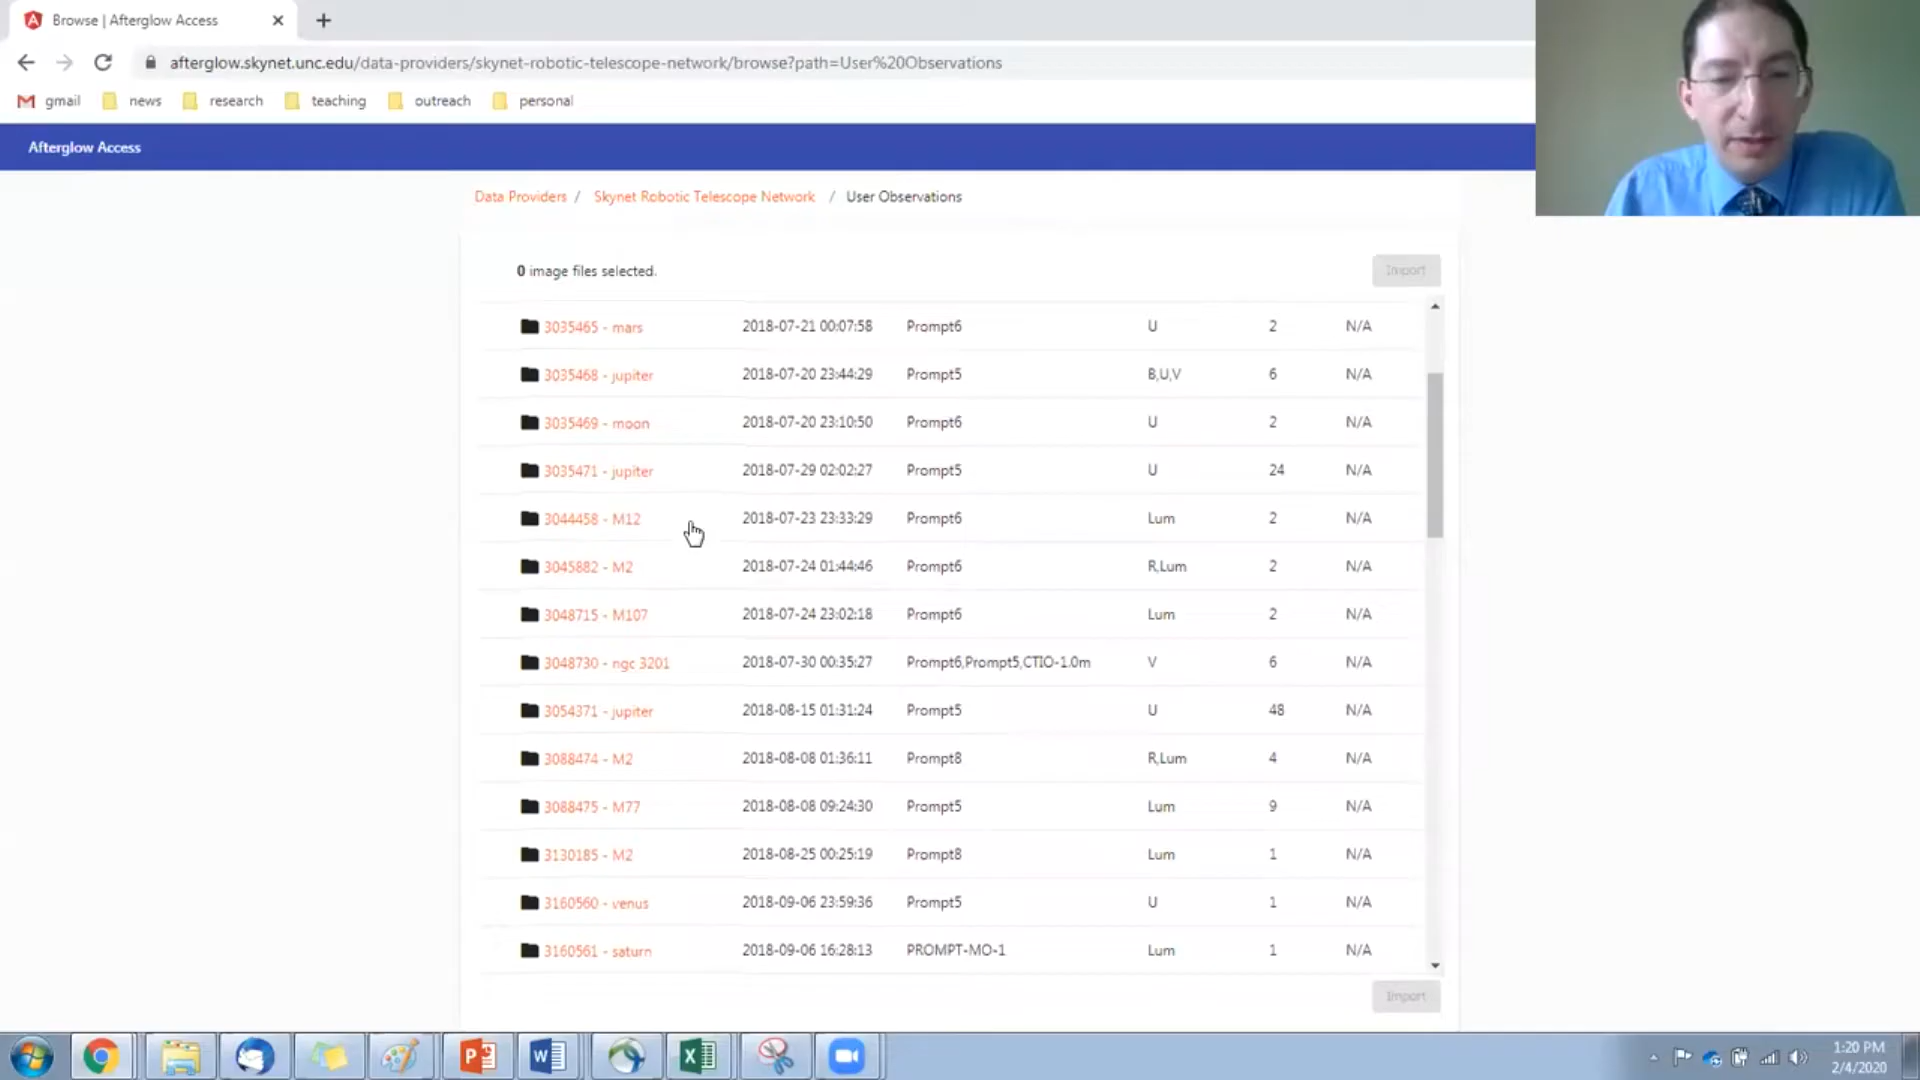 Browse | Afterglow Access
afterglow.skynet.unc.edu/data-providers/skynet-robotic-telescope-network/browse?path=User%20Observations
gmail news research teaching outreach personal
Afterglow Access
Data Providers / Skynet Robotic Telescope Network / User Observations
0 image files selected. Import
3035465 - mars 2018-07-21 00:07:58 Prompt6 U 2 N/A
3035468 - jupiter 2018-07-20 23:44:29 Prompt5 B,U,V 6 N/A
3035469 - moon 2018-07-20 23:10:50 Prompt6 U 2 N/A
3035471 - jupiter 2018-07-29 02:02:27 Prompt5 U 24 N/A
3044458 - M12 2018-07-23 23:33:29 Prompt6 Lum 2 N/A
3045882 - M2 2018-07-24 01:44:46 Prompt6 R,Lum 2 N/A
3048715 - M107 2018-07-24 23:02:18 Prompt6 Lum 2 N/A
3048730 - ngc 3201 2018-07-30 00:35:27 Prompt6,Prompt5,CTIO-1.0m V 6 N/A
3054371 - jupiter 2018-08-15 01:31:24 Prompt5 U 48 N/A
3088474 - M2 2018-08-08 01:36:11 Prompt8 R,Lum 4 N/A
3088475 - M77 2018-08-08 09:24:30 Prompt5 Lum 9 N/A
3130185 - M2 2018-08-25 00:25:19 Prompt8 Lum 1 N/A
3160560 - venus 2018-09-06 23:59:36 Prompt5 U 1 N/A
3160561 - saturn 2018-09-06 16:28:13 PROMPT-MO-1 Lum 1 N/A
Import
1:20 PM
2/4/2020